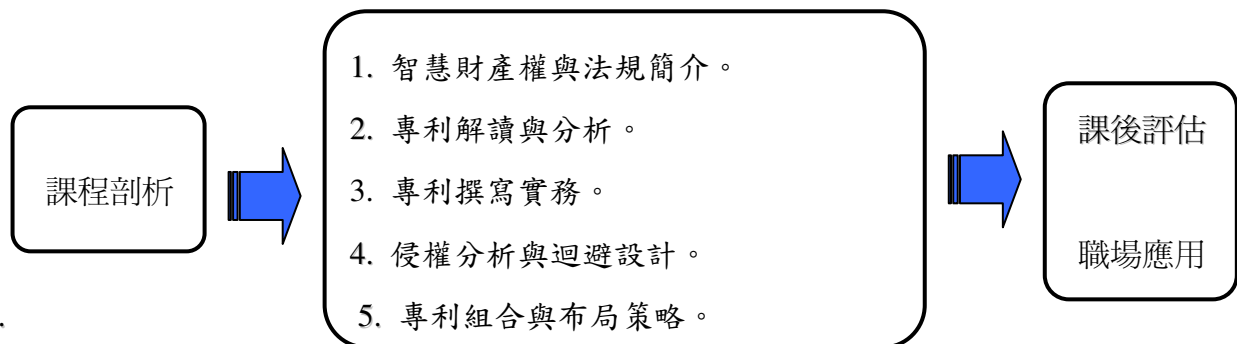 課程剖析
1. 智慧財產權與法規簡介。
2. 專利解讀與分析。
3. 專利撰寫實務。
4. 侵權分析與迴避設計。
5. 專利組合與布局策略。
課後評估
職場應用
.